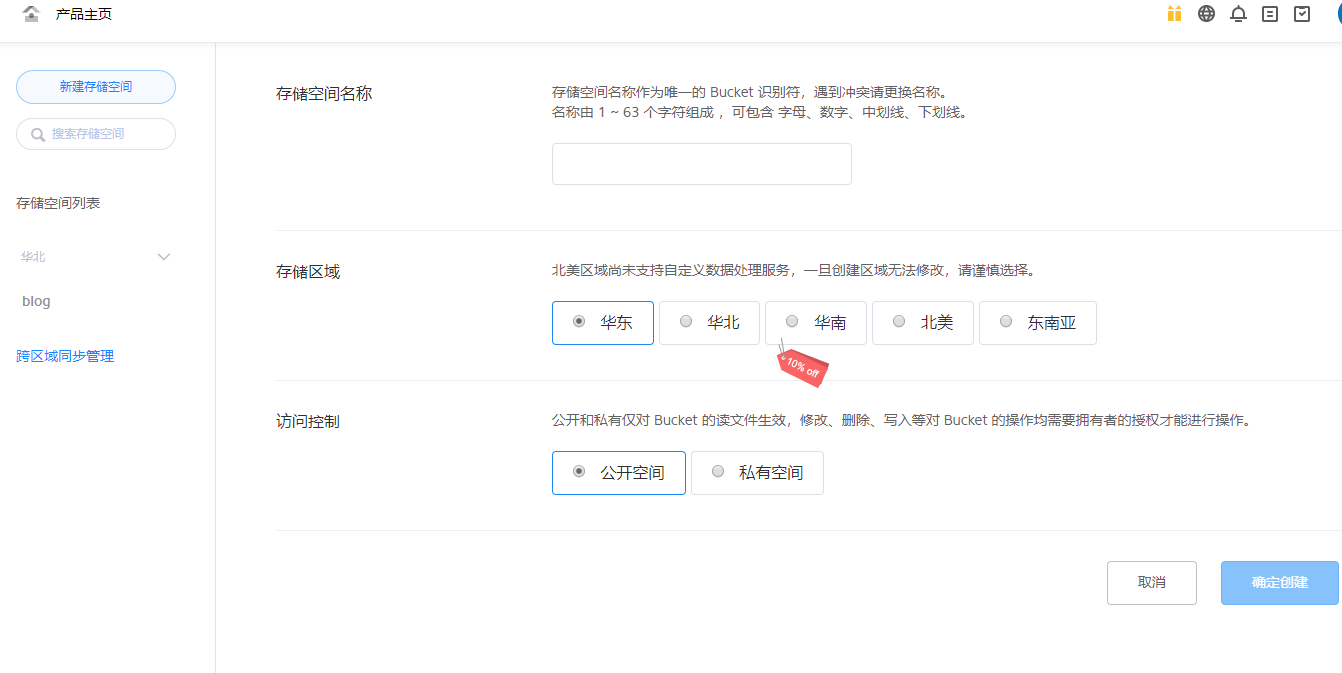 产品主页
新建存储空间
搜索存储空间
存储空间列表
华北
blog
跨区域同步管理
存储空间名称
存储空间名称作为唯一的 Bucket 识别符，遇到冲突请更换名称。
名称由 1 ~ 63 个字符组成 ，可包含 字母、数字、中划线、下划线。
存储区域
北美区域尚未支持自定义数据处理服务，一旦创建区域无法修改，请谨慎选择。
华东 华北 华南 北美 东南亚
10% off
访问控制
公开和私有仅对 Bucket 的读文件生效，修改、删除、写入等对 Bucket 的操作均需要拥有者的授权才能进行操作。
公开空间 私有空间
取消 确定创建